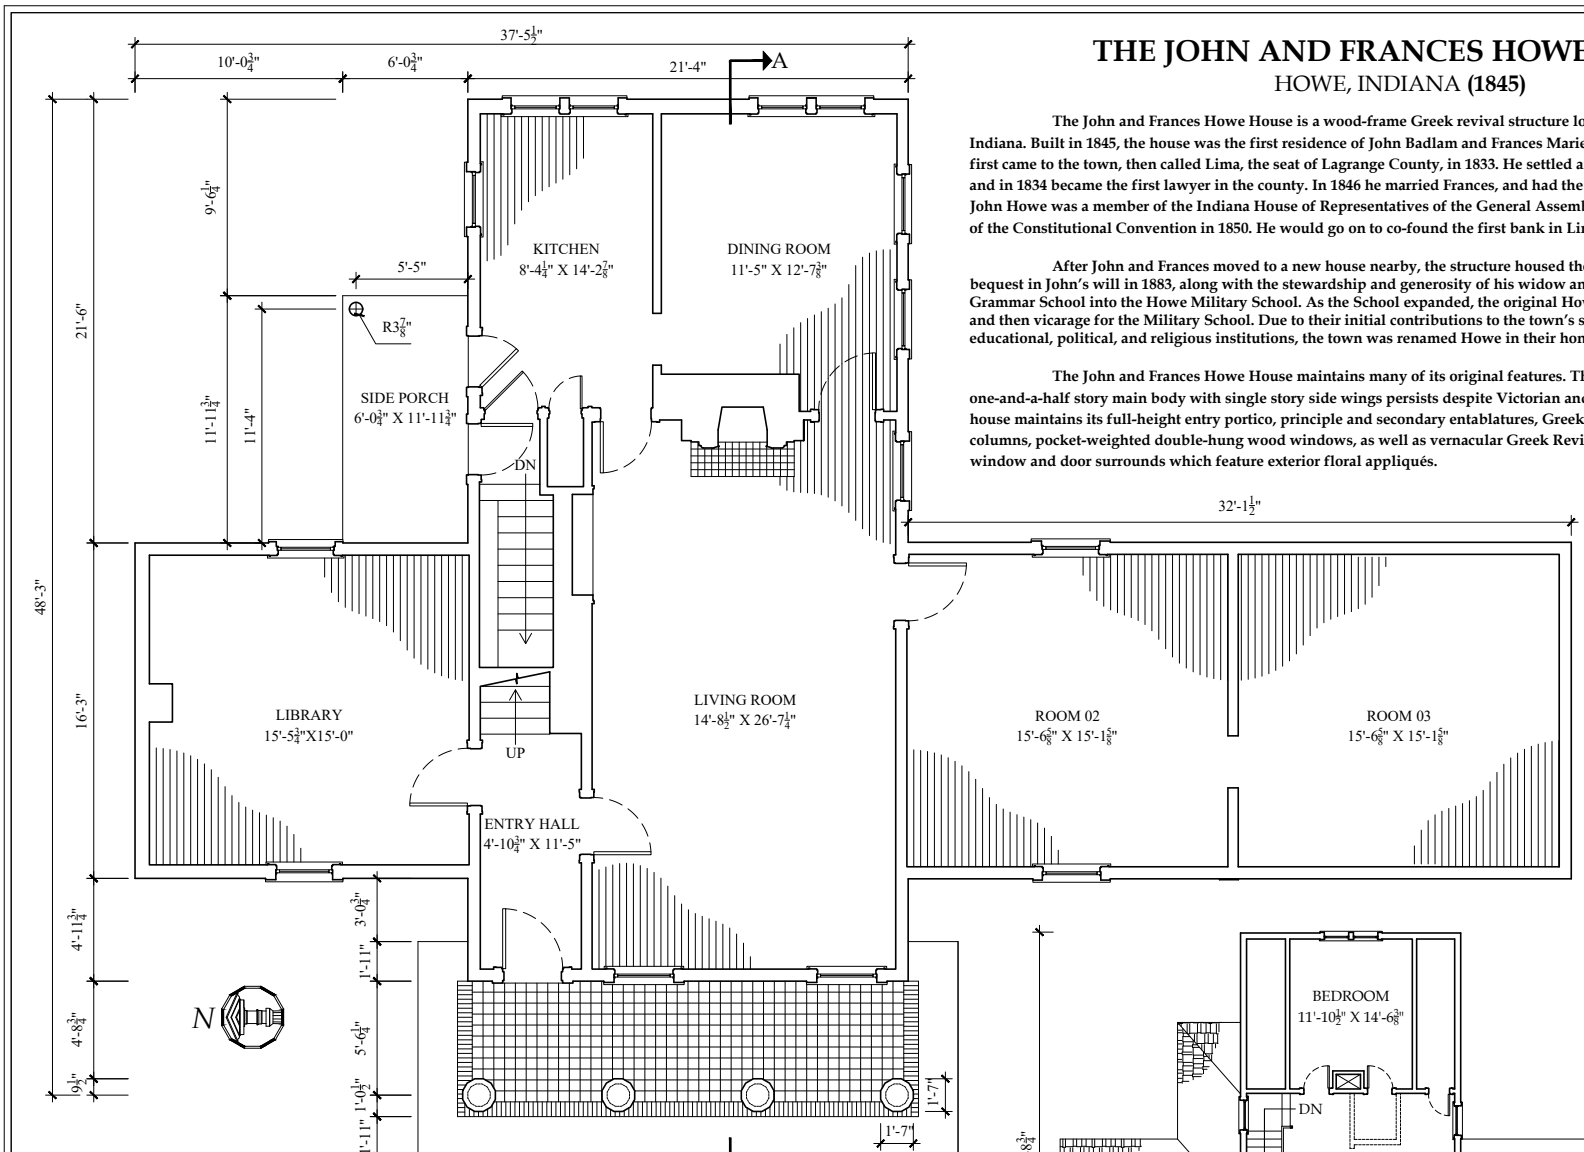 THE JOHN AND FRANCES HOWE
HOWE, INDIANA (1845)
The John and Frances Howe House is a wood-frame Greek revival structure lo
Indiana. Built in 1845, the house was the first residence of John Badlam and Frances Marie
first came to the town, then called Lima, the seat of Lagrange County, in 1833. He settled a
and in 1834 became the first lawyer in the county. In 1846 he married Frances, and had the
John Howe was a member of the Indiana House of Representatives of the General Assembl
of the Constitutional Convention in 1850. He would go on to co-found the first bank in Lim
After John and Frances moved to a new house nearby, the structure housed the
bequest in John's will in 1883, along with the stewardship and generosity of his widow an
Grammar School into the Howe Military School. As the School expanded, the original How
and then vicarage for the Military School. Due to their initial contributions to the town's s
educational, political, and religious institutions, the town was renamed Howe in their hon
The John and Frances Howe House maintains many of its original features. Th
one-and-a-half story main body with single story side wings persists despite Victorian and
house maintains its full-height entry portico, principle and secondary entablatures, Greek
columns, pocket-weighted double-hung wood windows, as well as vernacular Greek Revi
window and door surrounds which feature exterior floral appliqués.
37'-5½"
10'-0¾"
6'-0¾"
21'-4"
A
9'-6¼"
5'-5"
21'-6"
11'-11¾"
11'-4"
R3⅞"
KITCHEN
8'-4¼" X 14'-2⅞"
DINING ROOM
11'-5" X 12'-7⅜"
SIDE PORCH
6'-0¾" X 11'-11¾"
DN
32'-1½"
48'-3"
16'-3"
LIBRARY
15'-5¾"X15'-0"
UP
LIVING ROOM
14'-8½" X 26'-7¼"
ROOM 02
15'-6⅝" X 15'-1⅝"
ROOM 03
15'-6⅝" X 15'-1⅝"
ENTRY HALL
4'-10¾" X 11'-5"
4'-11¾"
3'-0¾"
1'-11"
N
4'-8¾"
5'-6¼"
9½"
1'-0½"
1'-11"
1'-7"
1'-7"
BEDROOM
11'-10½" X 14'-6⅜"
DN
8¾"